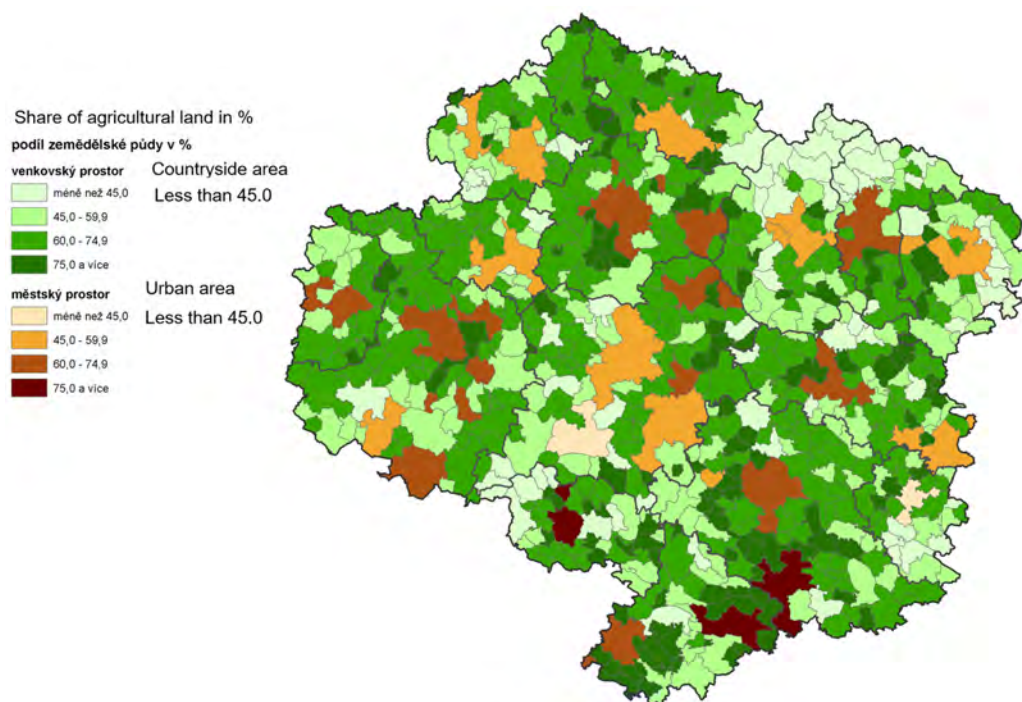 Share of agricultural land in %
podíl zemědělské půdy v %
venkovský prostor Countryside area
méně než 45,0 Less than 45.0
45,0 - 59,9
60,0 - 74,9
75,0 a více
městský prostor Urban area
méně než 45,0 Less than 45.0
45,0 - 59,9
60,0 - 74,9
75,0 a více